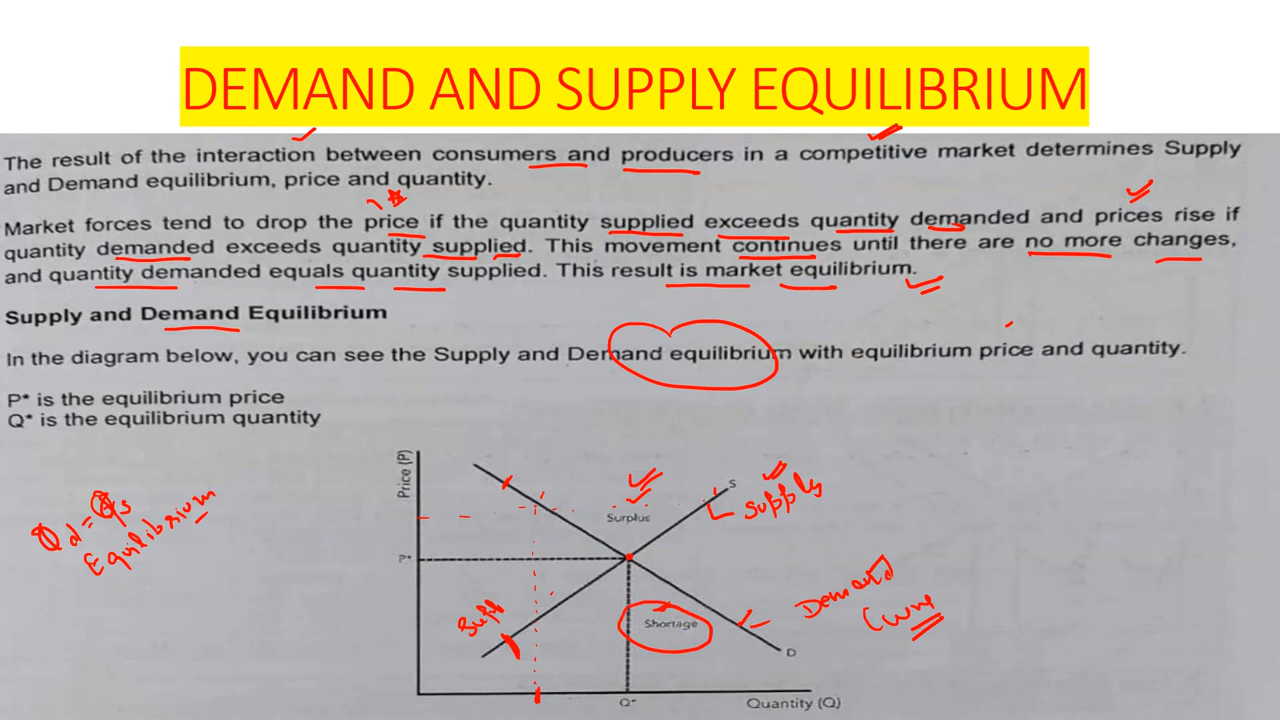 DEMAND AND SUPPLY EQUILIBRIUM
The result of the interaction between consumers and producers in a competitive market determines Supply
and Demand equilibrium, price and quantity.
Market forces tend to drop the price if the quantity supplied exceeds quantity demanded and prices rise if
quantity demanded exceeds quantity supplied. This movement continues until there are no more changes,
and quantity demanded equals quantity supplied. This result is market equilibrium.
Supply and Demand Equilibrium
In the diagram below, you can see the Supply and Demand equilibrium with equilibrium price and quantity.
P* is the equilibrium price
Q* is the equilibrium quantity
Price (P)
S
Supply
Surplus
Qd = Qs
Equilibrium
P*
Demand
Supp
Shortage
D
Q*
Quantity (Q)